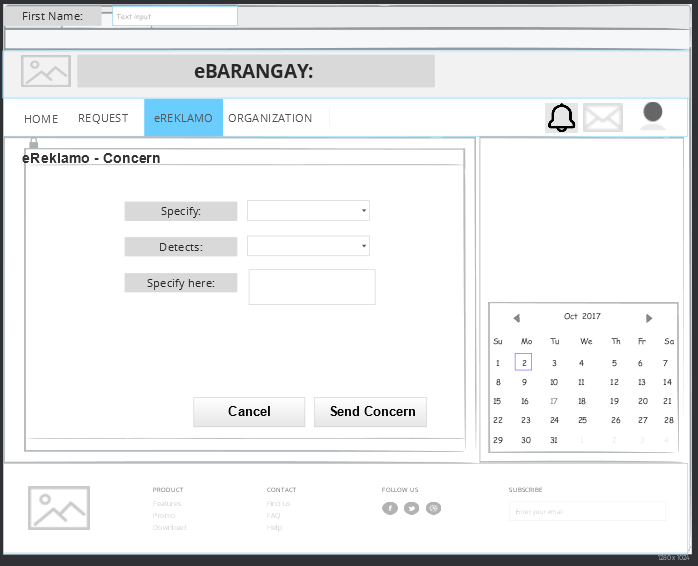 First Name: Text input
eBARANGAY:
HOME REQUEST eREKLAMO ORGANIZATION
eReklamo - Concern
Specify:
Detects:
Specify here:
Cancel Send Concern
Oct 2017
Su Mo Tu We Th Fr Sa
1 2 3 4 5 6 7
8 9 10 11 12 13 14
15 16 17 18 19 20 21
22 23 24 25 26 27 28
29 30 31 1 2 3 4
PRODUCT CONTACT FOLLOW US SUBSCRIBE
Features Find us
Promo FAQ Enter your email
Download Help
1280 x 1024